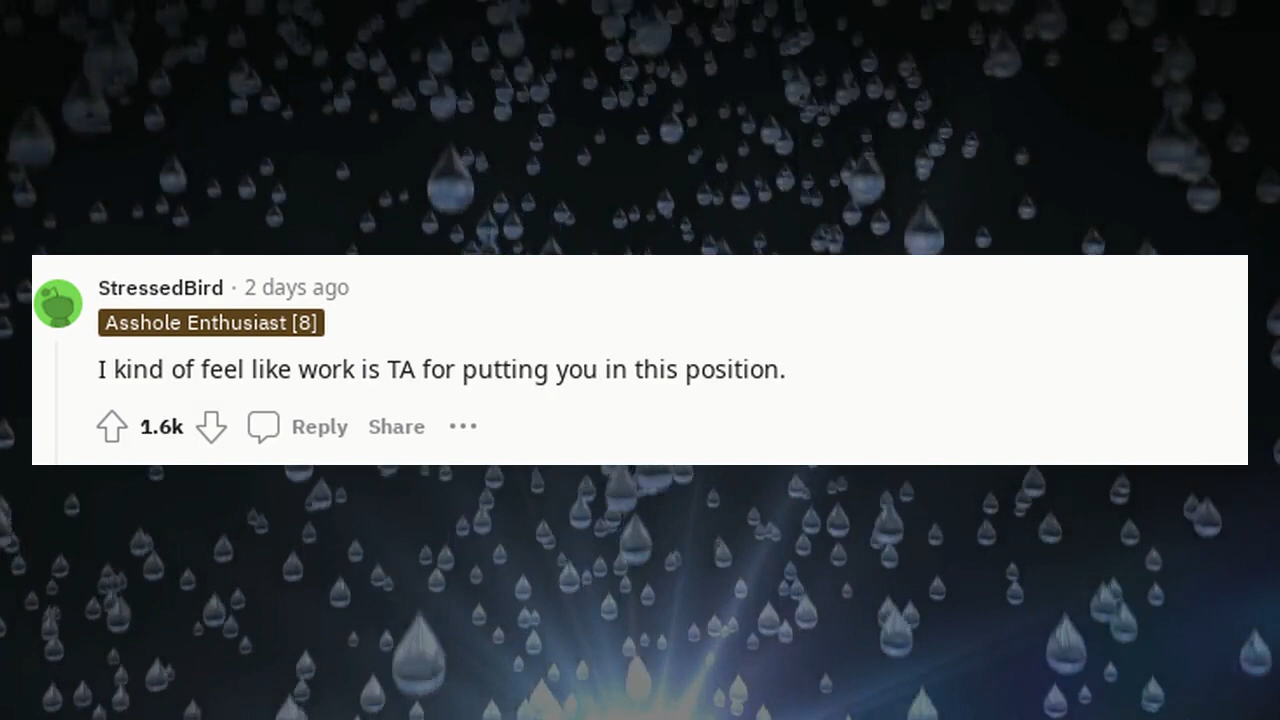 StressedBird · 2 days ago
Asshole Enthusiast [8]
I kind of feel like work is TA for putting you in this position.
1.6k Reply Share ···